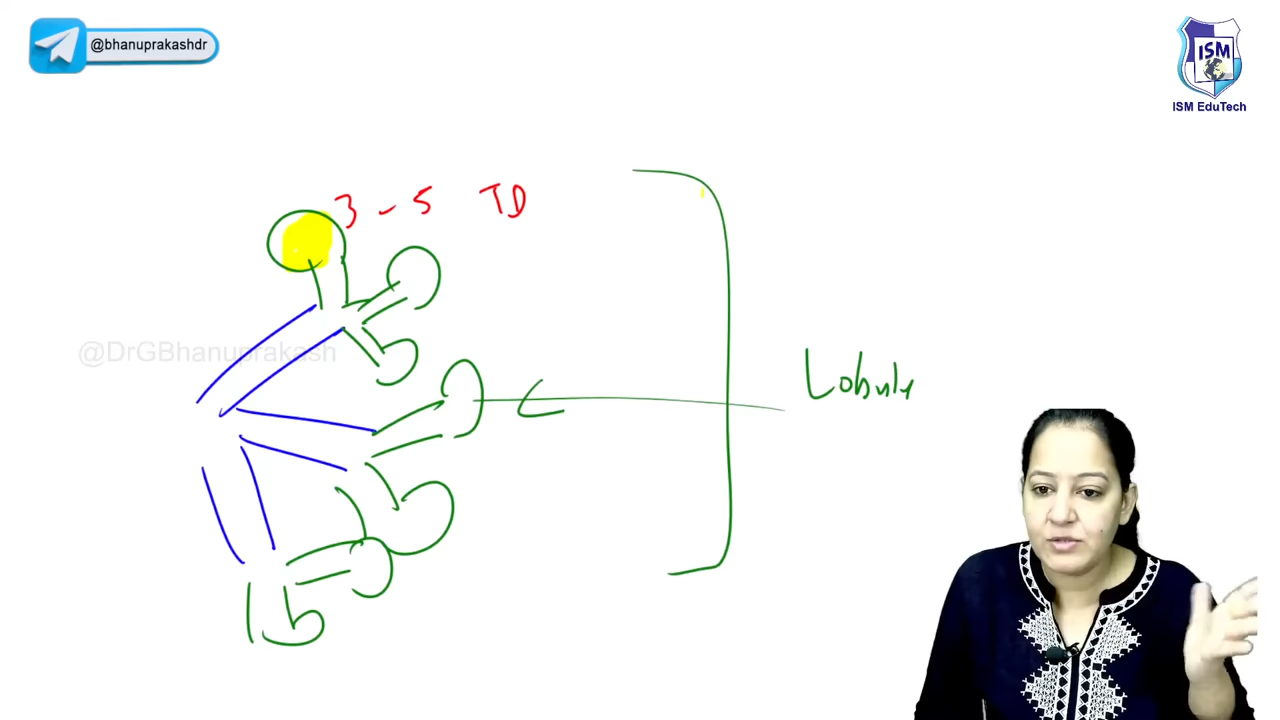 @bhanuprakashdr
ISM
ISM EduTech
3 - 5 TD
@DrGBhanuprakash
Lobule